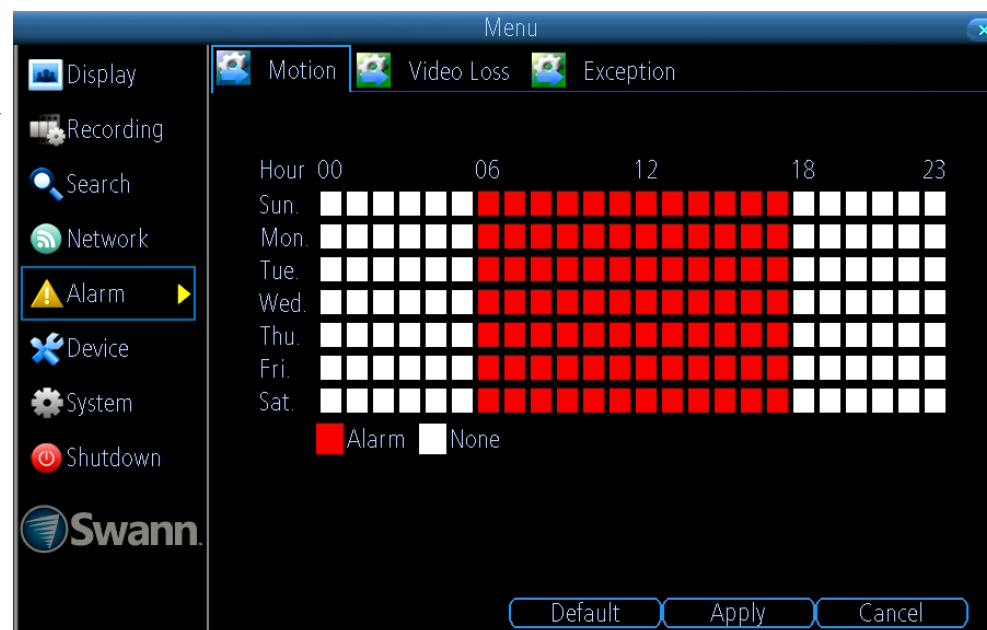 Menu
Display
Recording
Search
Network
Alarm
Device
System
Shutdown
Swann
Motion Video Loss Exception
Hour 00 06 12 18 23
Sun.
Mon.
Tue.
Wed.
Thu.
Fri.
Sat.
Alarm None
Default Apply Cancel